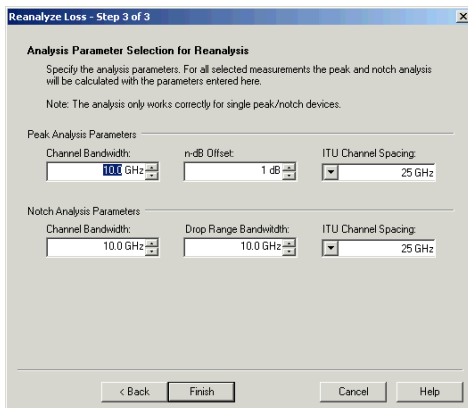 Reanalyze Loss - Step 3 of 3
Analysis Parameter Selection for Reanalysis
Specify the analysis parameters. For all selected measurements the peak and notch analysis
will be calculated with the parameters entered here.
Note: The analysis only works correctly for single peak/notch devices.
Peak Analysis Parameters
Channel Bandwidth: n-dB Offset: ITU Channel Spacing:
10.0 GHz 1 dB 25 GHz
Notch Analysis Parameters
Channel Bandwidth: Drop Range Bandwitdth: ITU Channel Spacing:
10.0 GHz 10.0 GHz 25 GHz
< Back Finish Cancel Help